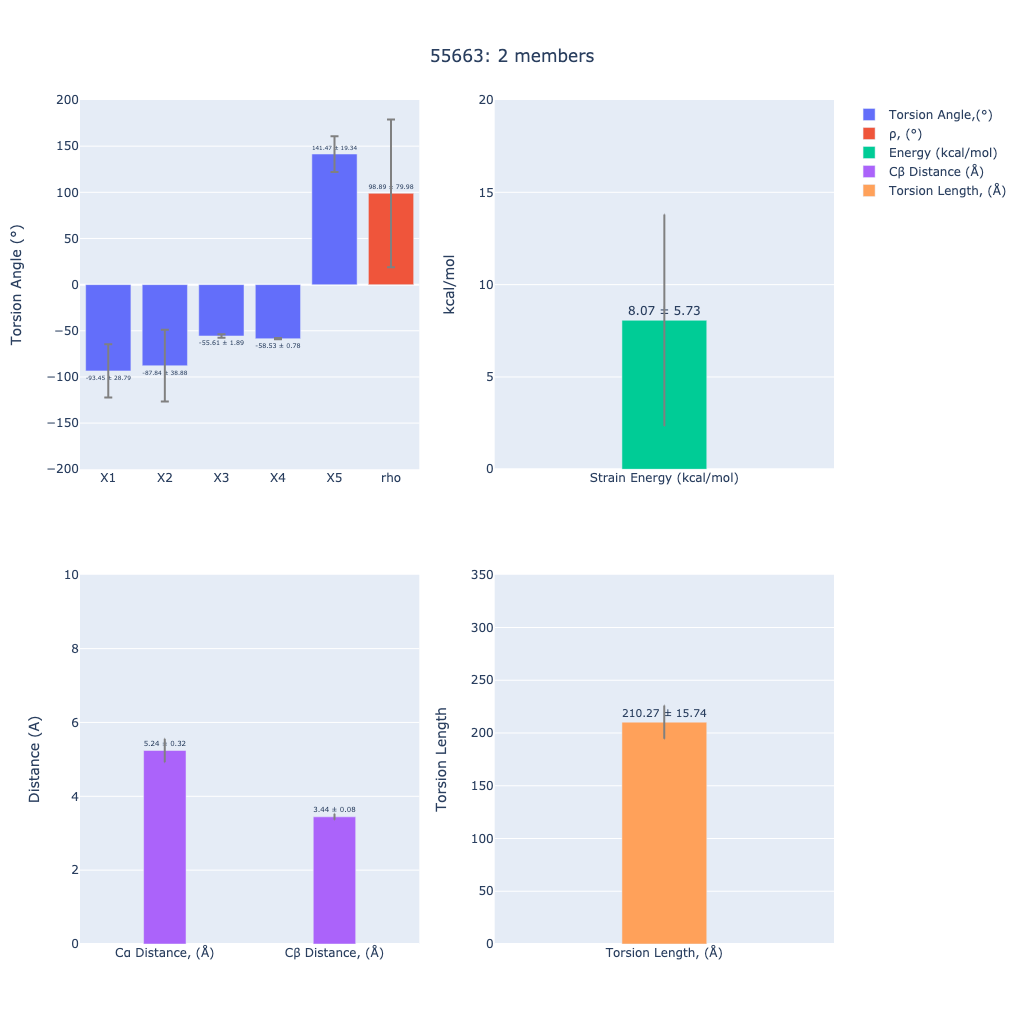 55663: 2 members
Torsion Angle (°)
200
150
100
50
0
−50
−100
−150
−200
-93.45 ± 28.79
-87.84 ± 38.88
-55.61 ± 1.89
-58.53 ± 0.78
141.47 ± 19.34
98.89 ± 79.98
X1 X2 X3 X4 X5 rho
kcal/mol
20
15
10
5
0
8.07 ± 5.73
Strain Energy (kcal/mol)
Torsion Angle,(°)
ρ, (°)
Energy (kcal/mol)
Cβ Distance (Å)
Torsion Length, (Å)
Distance (A)
10
8
6
4
2
0
5.24 ± 0.32
3.44 ± 0.08
Cα Distance, (Å) Cβ Distance, (Å)
Torsion Length
350
300
250
200
150
100
50
0
210.27 ± 15.74
Torsion Length, (Å)